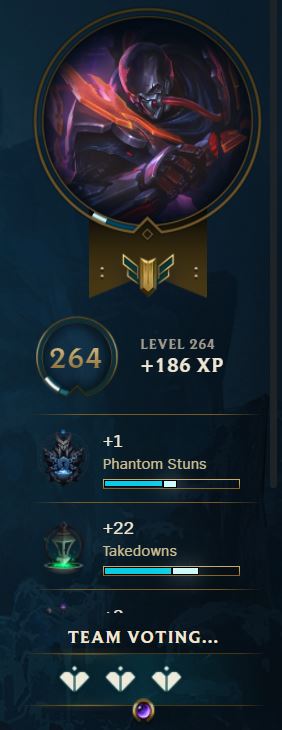 264
LEVEL 264
+186 XP
+1
Phantom Stuns
+22
Takedowns
TEAM VOTING...